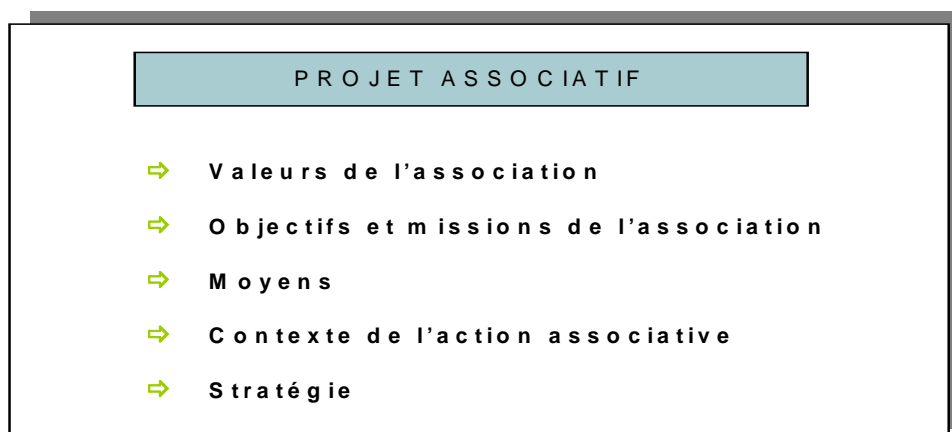 PROJET ASSOCIATIF
Valeurs de l’association
Objectifs et missions de l’association
Moyens
Contexte de l’action associative
Stratégie